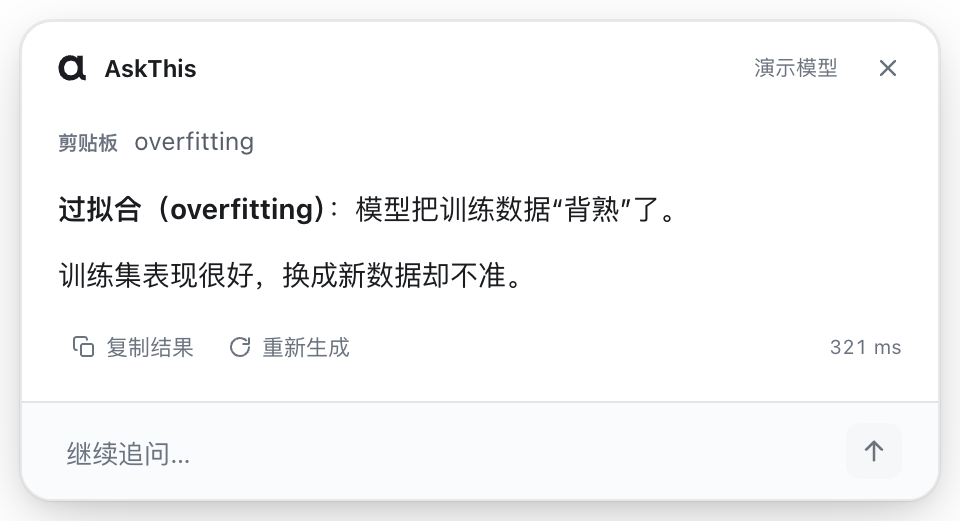 AskThis
演示模型
剪贴板 overfitting
过拟合（overfitting）：模型把训练数据“背熟”了。
训练集表现很好，换成新数据却不准。
复制结果 重新生成 321 ms
继续追问...